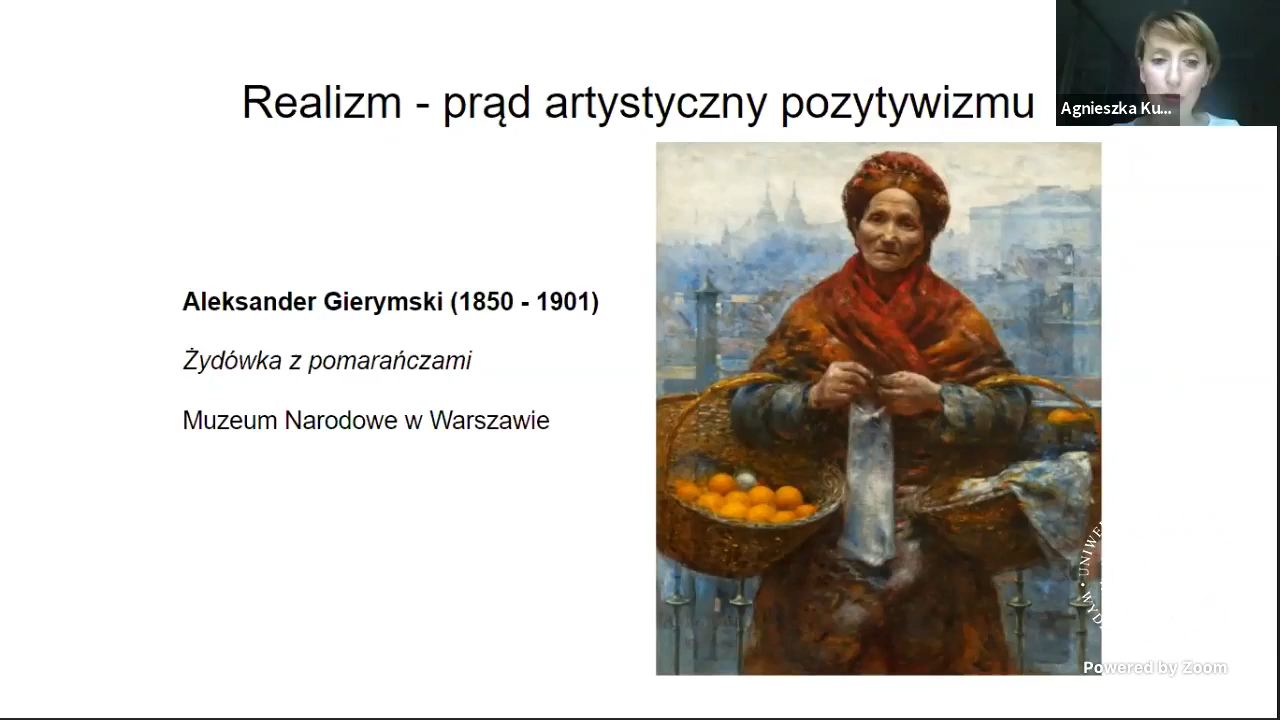 Realizm - prąd artystyczny pozytywizmu
Agnieszka Ku...
Aleksander Gierymski (1850 - 1901)
Żydówka z pomarańczami
Muzeum Narodowe w Warszawie
Powered by Zoom